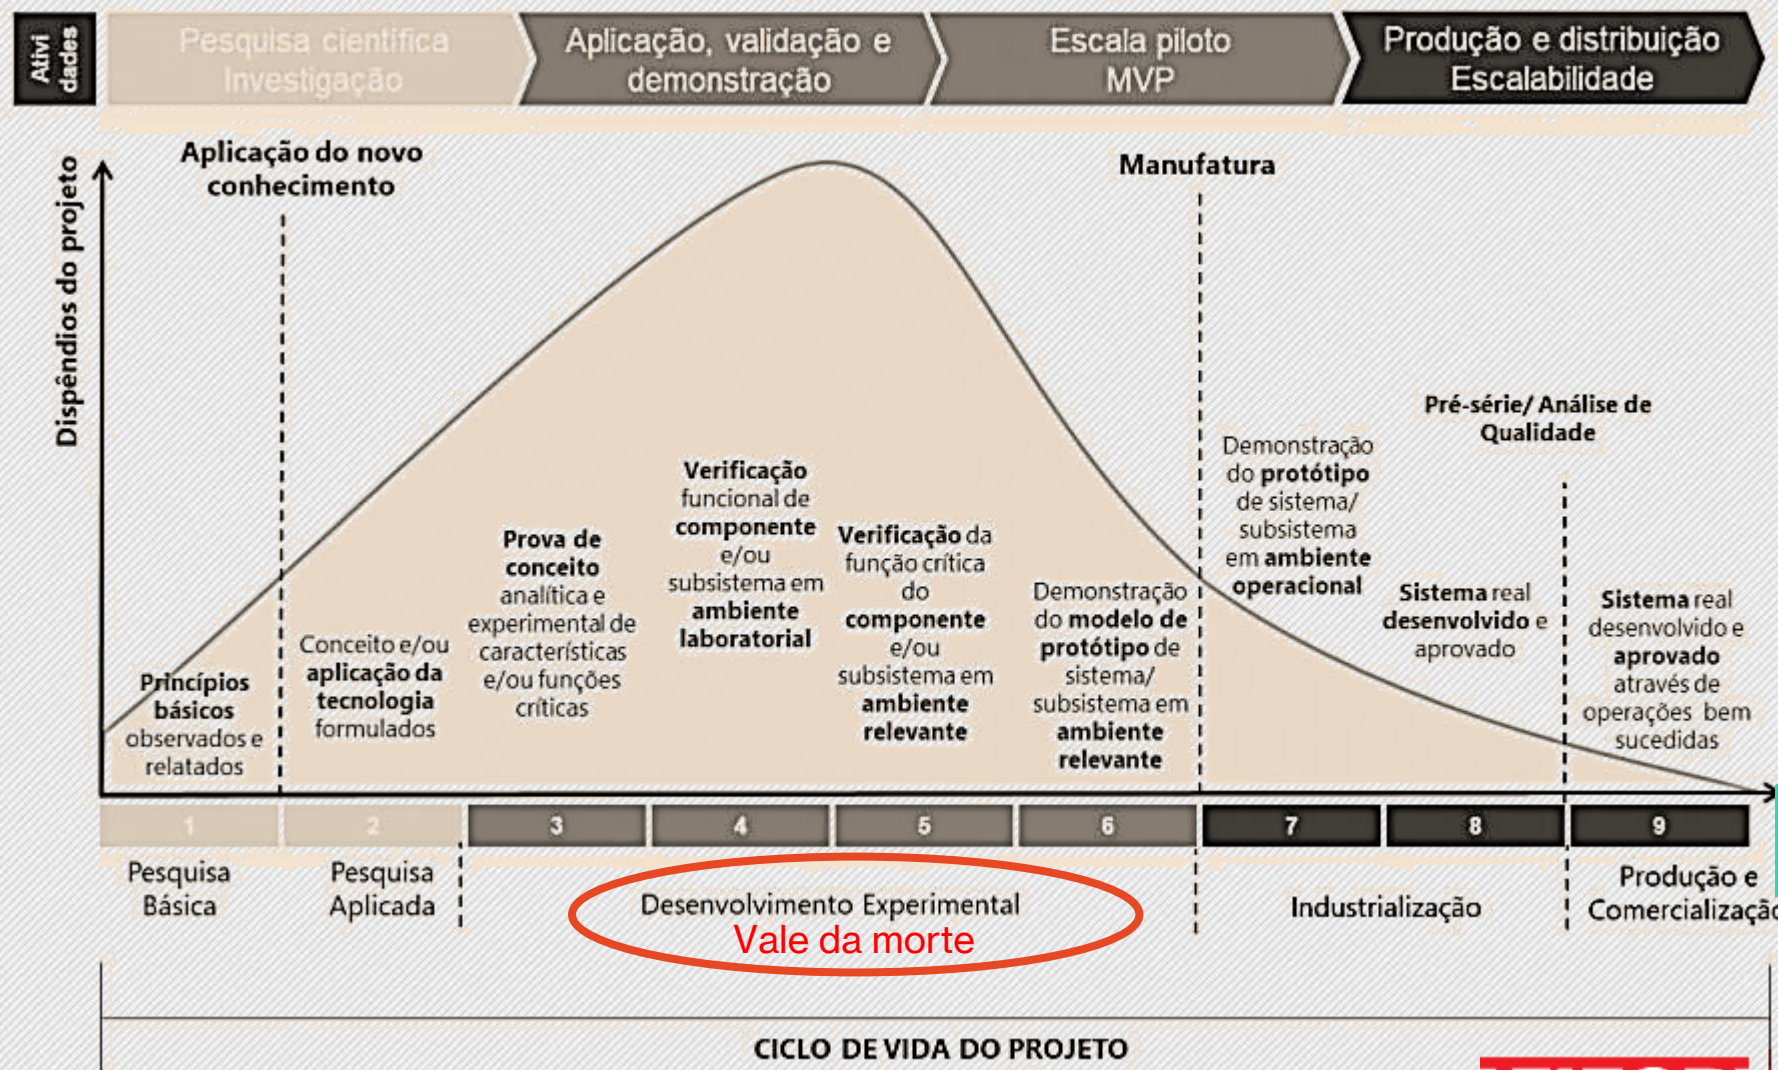 Ativi
dades
Pesquisa científica
Investigação
Aplicação, validação e
demonstração
Escala piloto
MVP
Produção e distribuição
Escalabilidade
Dispêndios do projeto
Aplicação do novo
conhecimento
Manufatura
Pré-série/ Análise de
Qualidade
Princípios
básicos
observados e
relatados
Conceito e/ou
aplicação da
tecnologia
formulados
Prova de
conceito
analítica e
experimental de
características
e/ou funções
críticas
Verificação
funcional de
componente
e/ou
subsistema em
ambiente
laboratorial
Verificação da
função crítica
do
componente
e/ou
subsistema em
ambiente
relevante
Demonstração
do modelo de
protótipo de
sistema/
subsistema em
ambiente
relevante
Demonstração
do protótipo
de sistema/
subsistema
em ambiente
operacional
Sistema real
desenvolvido e
aprovado
Sistema real
desenvolvido e
aprovado
através de
operações bem
sucedidas
1
2
3
4
5
6
7
8
9
Pesquisa
Básica
Pesquisa
Aplicada
Desenvolvimento Experimental
Vale da morte
Industrialização
Produção e
Comercialização
CICLO DE VIDA DO PROJETO